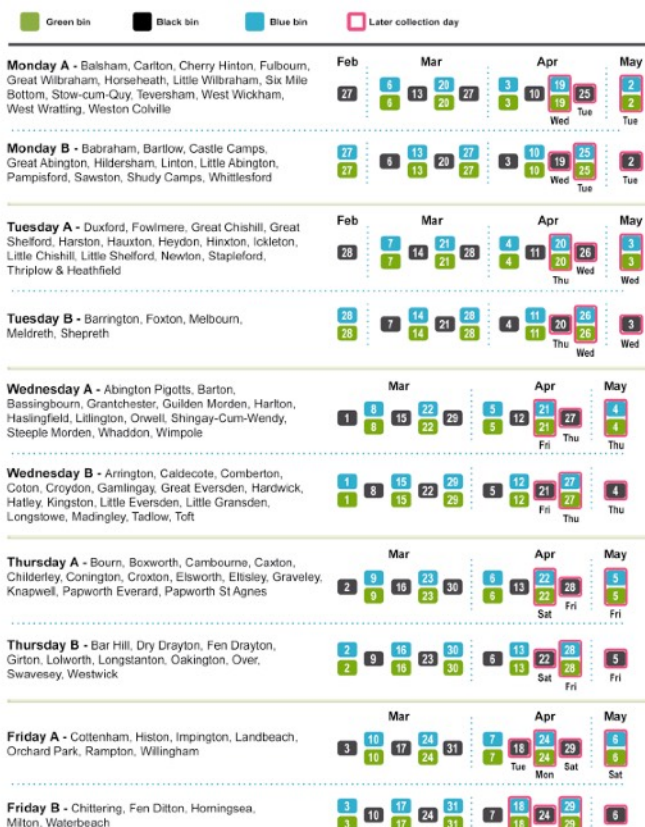 Green bin Black bin Blue bin Later collection day
Feb Mar Apr May
Monday A - Balsham, Carlton, Cherry Hinton, Fulbourn,
Great Wilbraham, Horseheath, Little Wilbraham, Six Mile
Bottom, Stow-cum-Quy, Teversham, West Wickham,
West Wratting, Weston Colville
6 20 3 19 2
27 13 27 10 25
6 20 3 19 2
Wed Tue Tue
Monday B - Babraham, Bartlow, Castle Camps,
Great Abington, Hildersham, Linton, Little Abington,
Pampisford, Sawston, Shudy Camps, Whittlesford
27 13 27 10 25
6 20 3 19 2
27 13 27 10 25
Wed Tue Tue
Feb Mar Apr May
Tuesday A - Duxford, Fowlmere, Great Chishill, Great
Shelford, Harston, Hauxton, Heydon, Hinxton, Ickleton,
Little Chishill, Little Shelford, Newton, Stapleford,
Thriplow & Heathfield
7 21 4 20 3
28 14 28 11 26
7 21 4 20 3
Thu Wed Wed
Tuesday B - Barrington, Foxton, Melbourn,
Meldreth, Shepreth
28 14 28 11 26
7 21 4 20 3
28 14 28 11 26
Thu Wed Wed
Mar Apr May
Wednesday A - Abington Pigotts, Barton,
Bassingbourn, Grantchester, Guilden Morden, Harlton,
Haslingfield, Litlington, Orwell, Shingay-Cum-Wendy,
Steeple Morden, Whaddon, Wimpole
8 22 5 21 4
1 15 29 12 27
8 22 5 21 4
Fri Thu Thu
Wednesday B - Arrington, Caldecote, Comberton,
Coton, Croydon, Gamlingay, Great Eversden, Hardwick,
Hatley, Kingston, Little Eversden, Little Gransden,
Longstowe, Madingley, Tadlow, Toft
1 15 29 12 27
8 22 5 21 4
1 15 29 12 27
Fri Thu Thu
Mar Apr May
Thursday A - Bourn, Boxworth, Cambourne, Caxton,
Childerley, Conington, Croxton, Elsworth, Eltisley, Graveley,
Knapwell, Papworth Everard, Papworth St Agnes
9 23 6 22 5
2 16 30 13 28
9 23 6 22 5
Sat Fri Fri
Thursday B - Bar Hill, Dry Drayton, Fen Drayton,
Girton, Lolworth, Longstanton, Oakington, Over,
Swavesey, Westwick
2 16 30 13 28
9 23 6 22 5
2 16 30 13 28
Sat Fri Fri
Mar Apr May
Friday A - Cottenham, Histon, Impington, Landbeach,
Orchard Park, Rampton, Willingham
10 24 7 24 6
3 17 31 18 29
10 24 7 24 6
Tue Mon Sat Sat
Friday B - Chittering, Fen Ditton, Horningsea,
Milton, Waterbeach
3 17 31 18 29
10 24 7 24 6
3 17 31 18 29